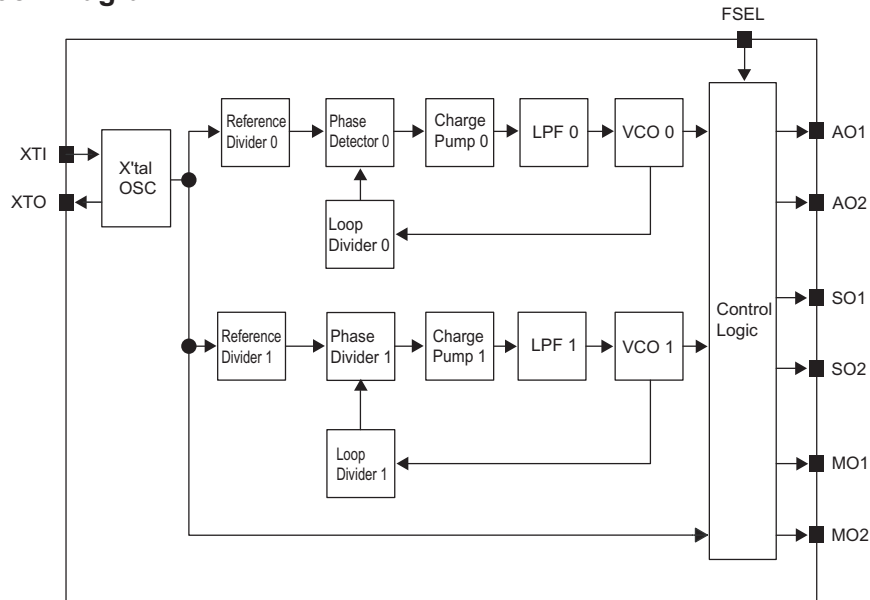 FSEL
Reference
Divider 0
Phase
Detector 0
Charge
Pump 0
LPF 0
VCO 0
AO1
XTI
X'tal
OSC
XTO
AO2
Loop
Divider 0
SO1
Control
Logic
Reference
Divider 1
Phase
Divider 1
Charge
Pump 1
LPF 1
VCO 1
SO2
Loop
Divider 1
MO1
MO2